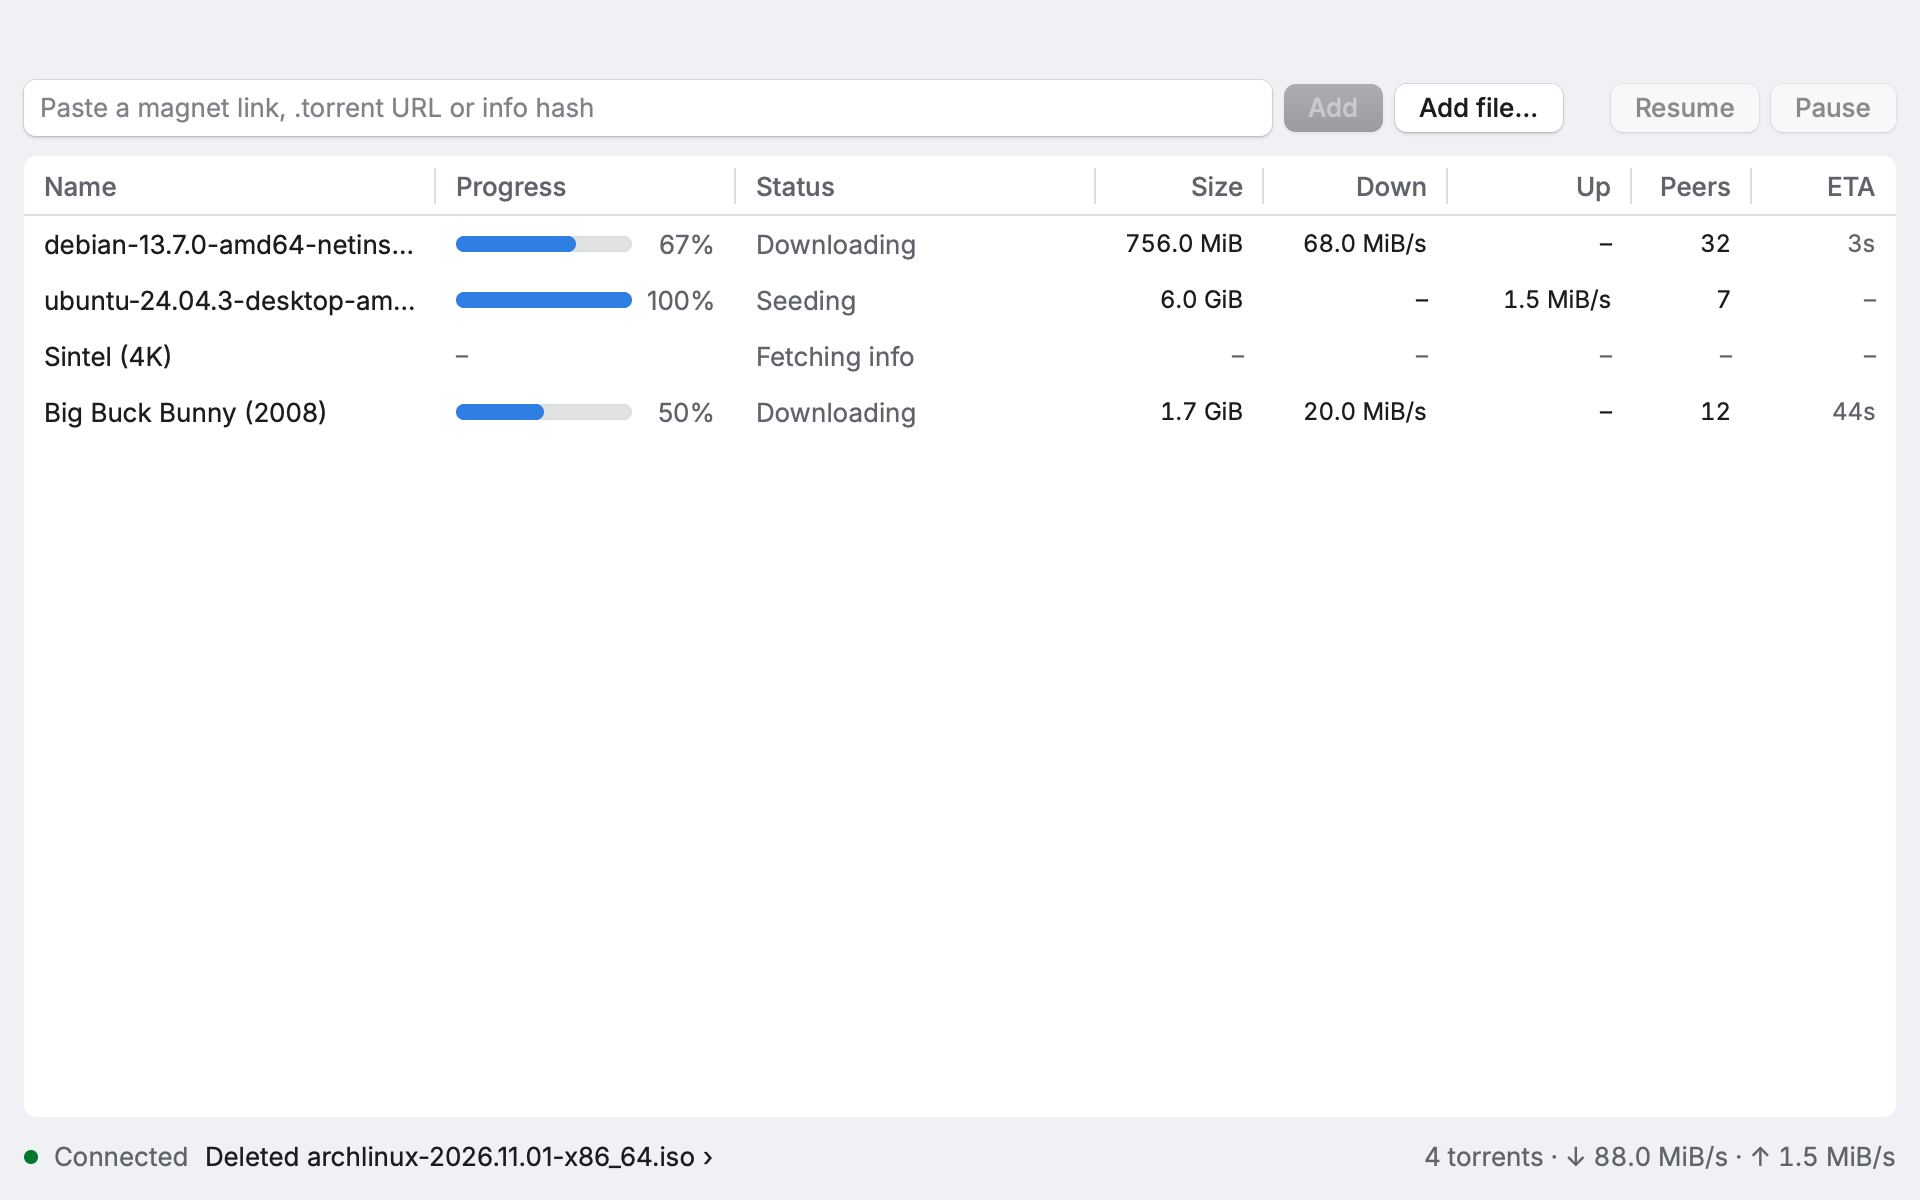 Paste a magnet link, .torrent URL or info hash Add Add file... Resume Pause
Name Progress Status Size Down Up Peers ETA
debian-13.7.0-amd64-netins... 67% Downloading 756.0 MiB 68.0 MiB/s – 32 3s
ubuntu-24.04.3-desktop-am... 100% Seeding 6.0 GiB – 1.5 MiB/s 7 –
Sintel (4K) – Fetching info – – – – –
Big Buck Bunny (2008) 50% Downloading 1.7 GiB 20.0 MiB/s – 12 44s
Connected Deleted archlinux-2026.11.01-x86_64.iso › 4 torrents · ↓ 88.0 MiB/s · ↑ 1.5 MiB/s